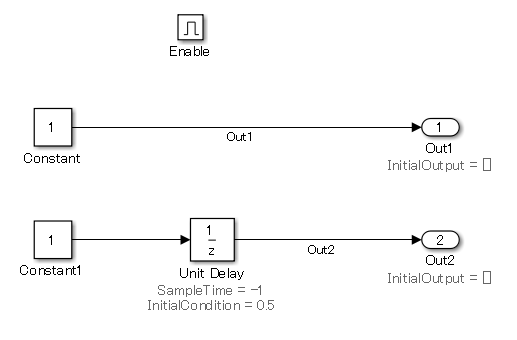 Enable
1
Out1
1
Constant
Out1
InitialOutput = []
1
1
z
Out2
2
Constant1
Unit Delay
Out2
SampleTime = -1
InitialOutput = []
InitialCondition = 0.5